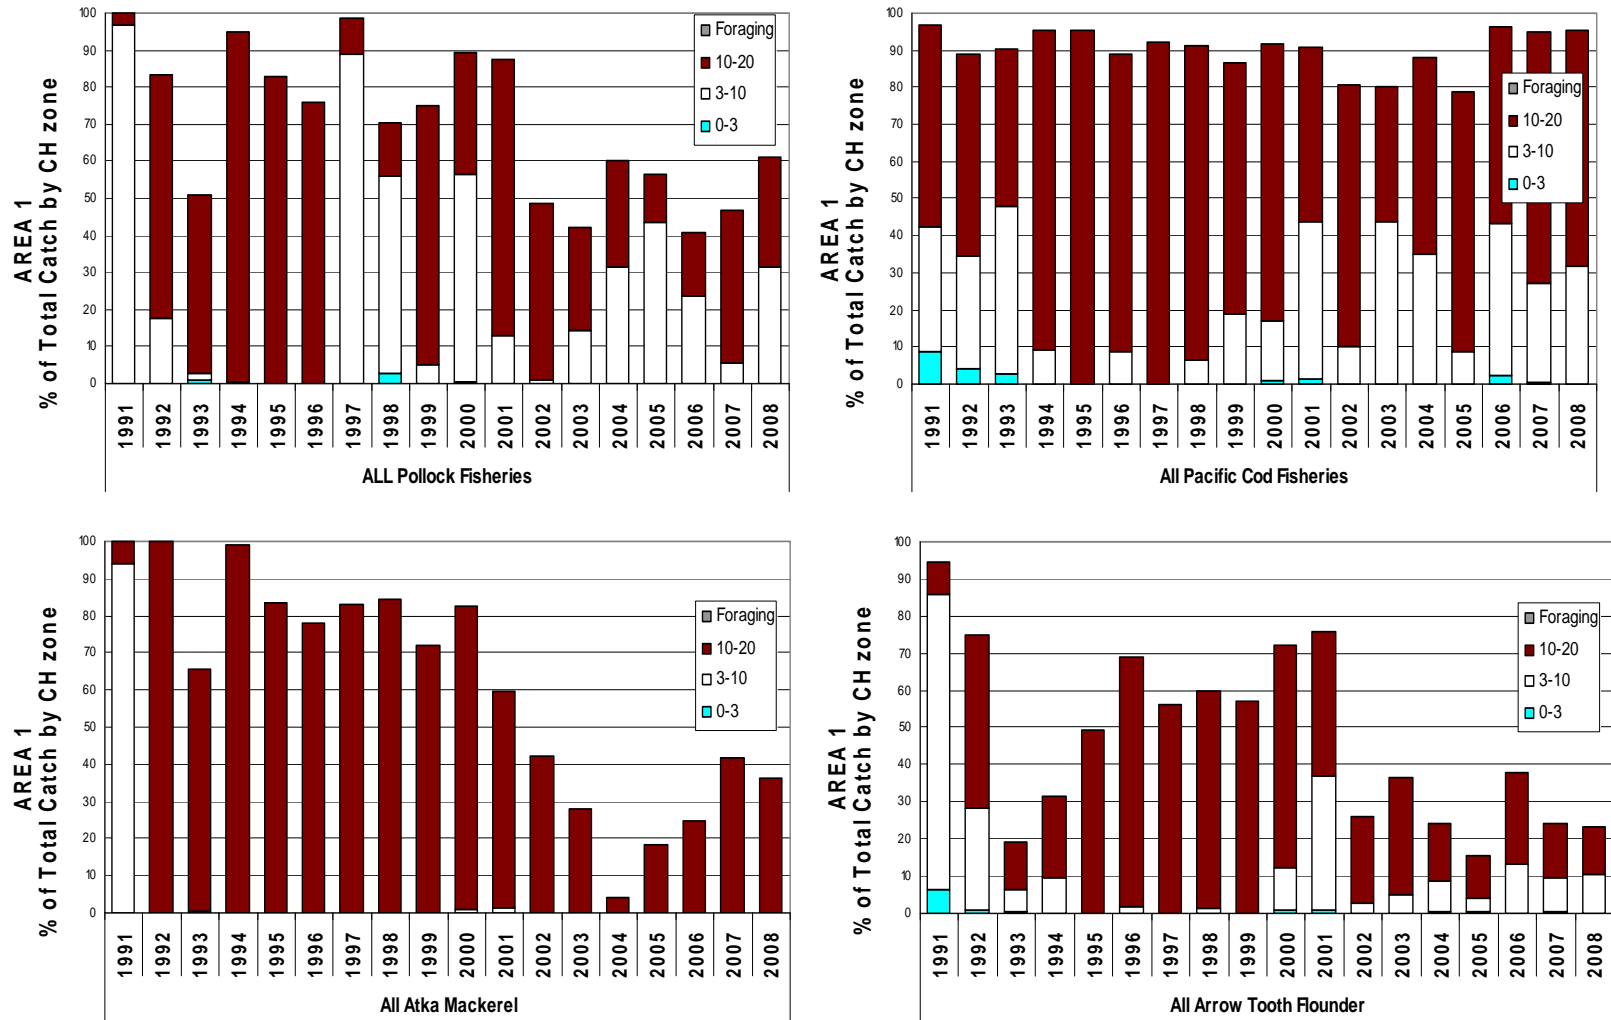 AREA 1
% of Total Catch by CH zone
100
90
80
70
60
50
40
30
20
10
0
Foraging
10-20
3-10
0-3
1991 1992 1993 1994 1995 1996 1997 1998 1999 2000 2001 2002 2003 2004 2005 2006 2007 2008
ALL Pollock Fisheries
AREA 1
% of Total Catch by CH zone
100
90
80
70
60
50
40
30
20
10
0
Foraging
10-20
3-10
0-3
1991 1992 1993 1994 1995 1996 1997 1998 1999 2000 2001 2002 2003 2004 2005 2006 2007 2008
All Pacific Cod Fisheries
AREA 1
% of Total Catch by CH zone
100
90
80
70
60
50
40
30
20
10
0
Foraging
10-20
3-10
0-3
1991 1992 1993 1994 1995 1996 1997 1998 1999 2000 2001 2002 2003 2004 2005 2006 2007 2008
All Atka Mackerel
AREA 1
% of Total Catch by CH zone
100
90
80
70
60
50
40
30
20
10
0
Foraging
10-20
3-10
0-3
1991 1992 1993 1994 1995 1996 1997 1998 1999 2000 2001 2002 2003 2004 2005 2006 2007 2008
All Arrow Tooth Flounder